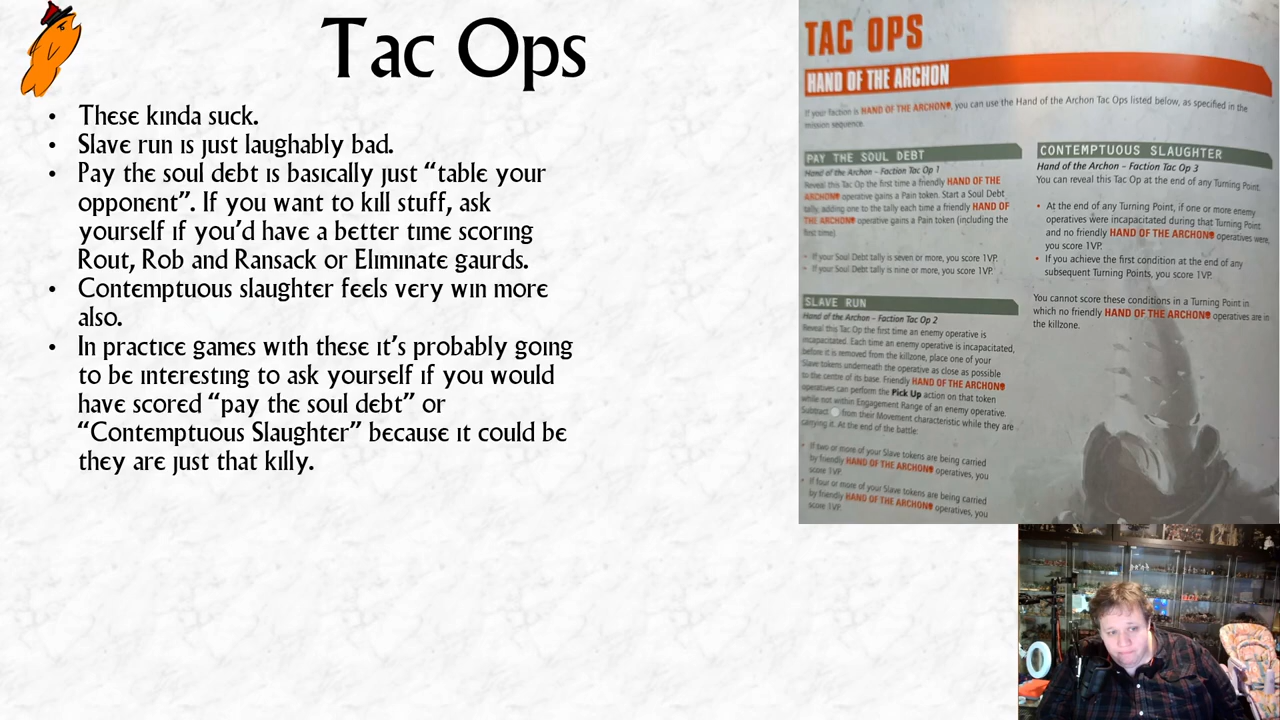 Tac Ops
• These kinda suck.
• Slave run is just laughably bad.
• Pay the soul debt is basically just “table your
opponent”. If you want to kill stuff, ask
yourself if you’d have a better time scoring
Rout, Rob and Ransack or Eliminate gaurds.
• Contemptuous slaughter feels very win more
also.
• In practice games with these it’s probably going
to be interesting to ask yourself if you would
have scored “pay the soul debt” or
“Contemptuous Slaughter” because it could be
they are just that killy.
TAC OPS
HAND OF THE ARCHON
If your faction is HAND OF THE ARCHON, you can use the Hand of the Archon Tac Ops listed below, as specified in the
mission sequence.
PAY THE SOUL DEBT
Hand of the Archon – Faction Tac Op 1
Reveal this Tac Op the first time a friendly HAND OF THE
ARCHON operative gains a Pain token. Start a Soul Debt
tally, adding one to the tally each time a friendly HAND OF
THE ARCHON operative gains a Pain token (including the
first time).
• If your Soul Debt tally is seven or more, you score 1VP.
• If your Soul Debt tally is nine or more, you score 1VP.
SLAVE RUN
Hand of the Archon – Faction Tac Op 2
Reveal this Tac Op the first time an enemy operative is
incapacitated. Each time an enemy operative is incapacitated,
before it is removed from the killzone, place one of your
Slave tokens underneath the operative as close as possible
to the centre of its base. Friendly HAND OF THE ARCHON
operatives can perform the Pick Up action on that token
while not within Engagement Range of an enemy operative.
Subtract from their Movement characteristic while they are
carrying it. At the end of the battle:
• If two or more of your Slave tokens are being carried
by friendly HAND OF THE ARCHON operatives, you
score 1VP.
• If four or more of your Slave tokens are being carried
by friendly HAND OF THE ARCHON operatives, you
score 1VP.
CONTEMPTUOUS SLAUGHTER
Hand of the Archon – Faction Tac Op 3
You can reveal this Tac Op at the end of any Turning Point.
• At the end of any Turning Point, if one or more enemy
operatives were incapacitated during that Turning Point
and no friendly HAND OF THE ARCHON operatives were,
you score 1VP.
• If you achieve the first condition at the end of any
subsequent Turning Points, you score 1VP.
You cannot score these conditions in a Turning Point in
which no friendly HAND OF THE ARCHON operatives are in
the killzone.